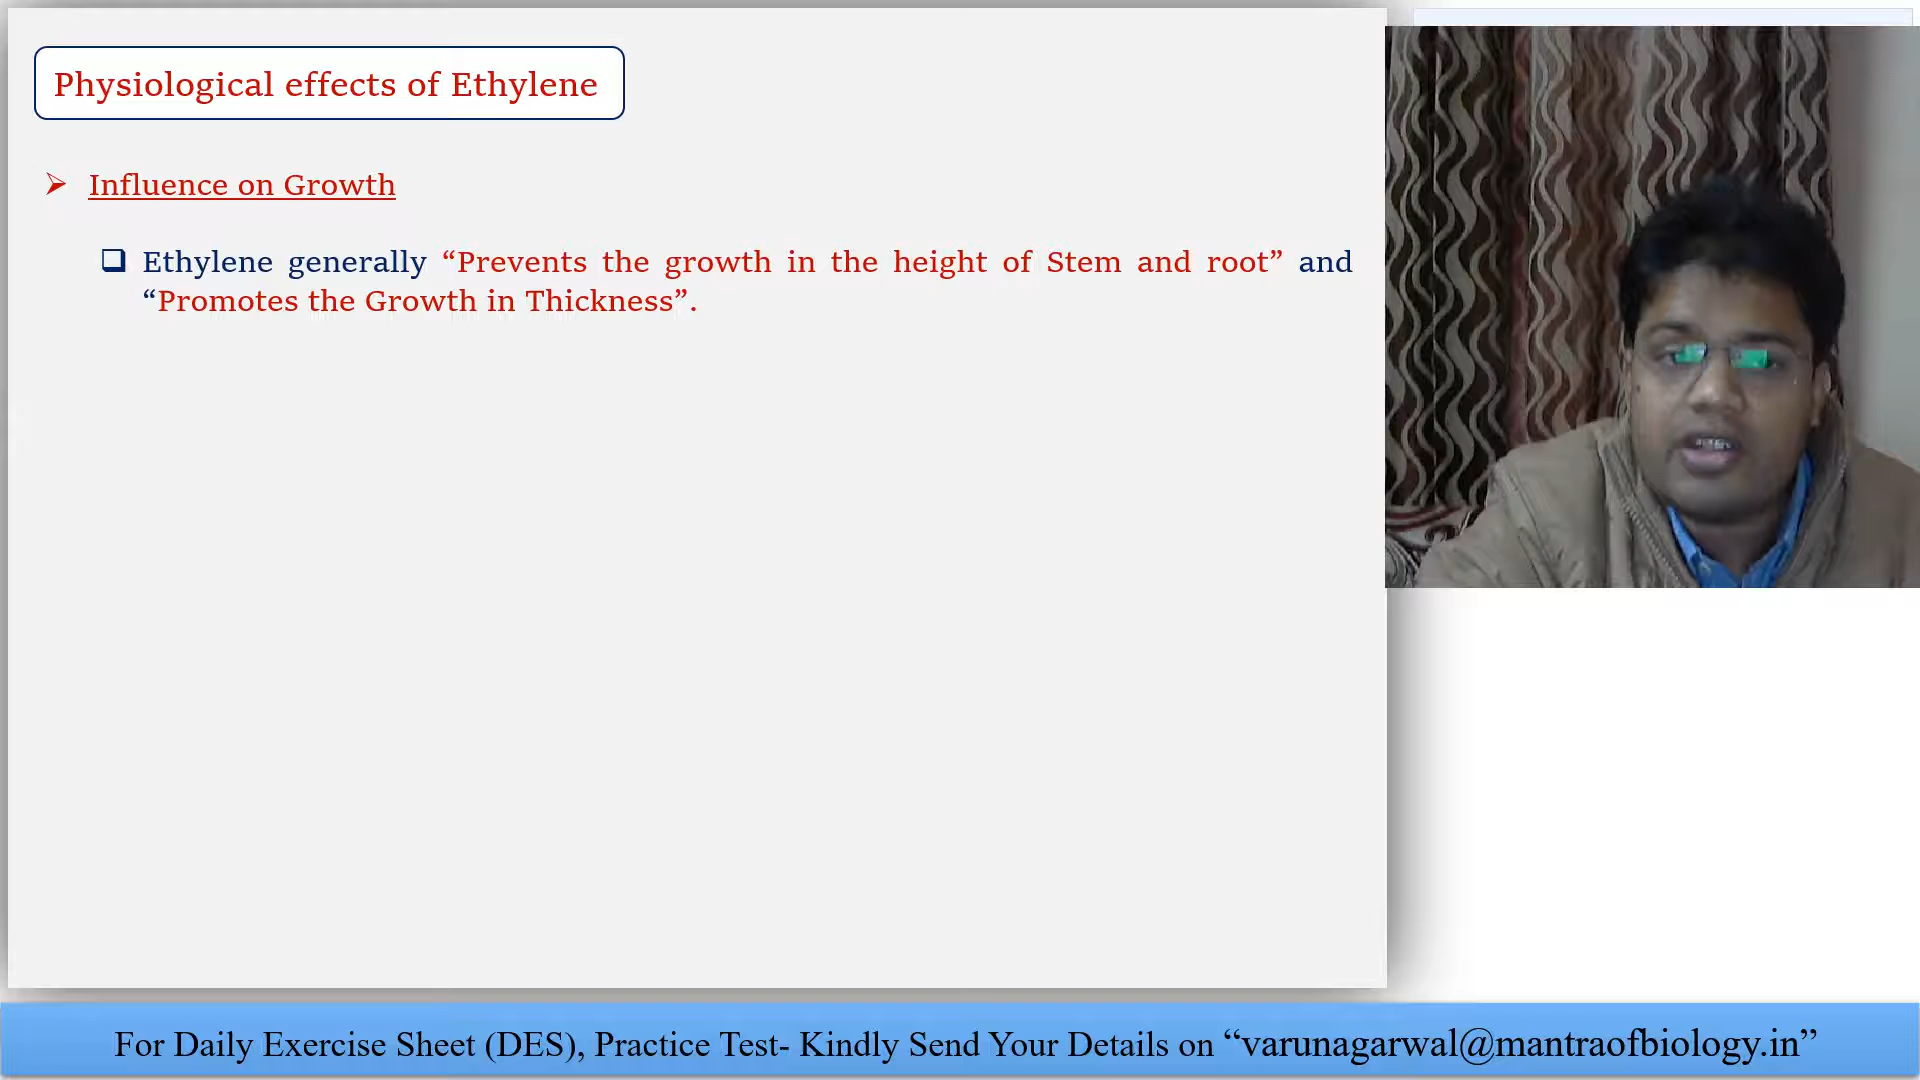 Physiological effects of Ethylene
Influence on Growth
Ethylene generally “Prevents the growth in the height of Stem and root” and
“Promotes the Growth in Thickness”.
For Daily Exercise Sheet (DES), Practice Test- Kindly Send Your Details on “varunagarwal@mantraofbiology.in”